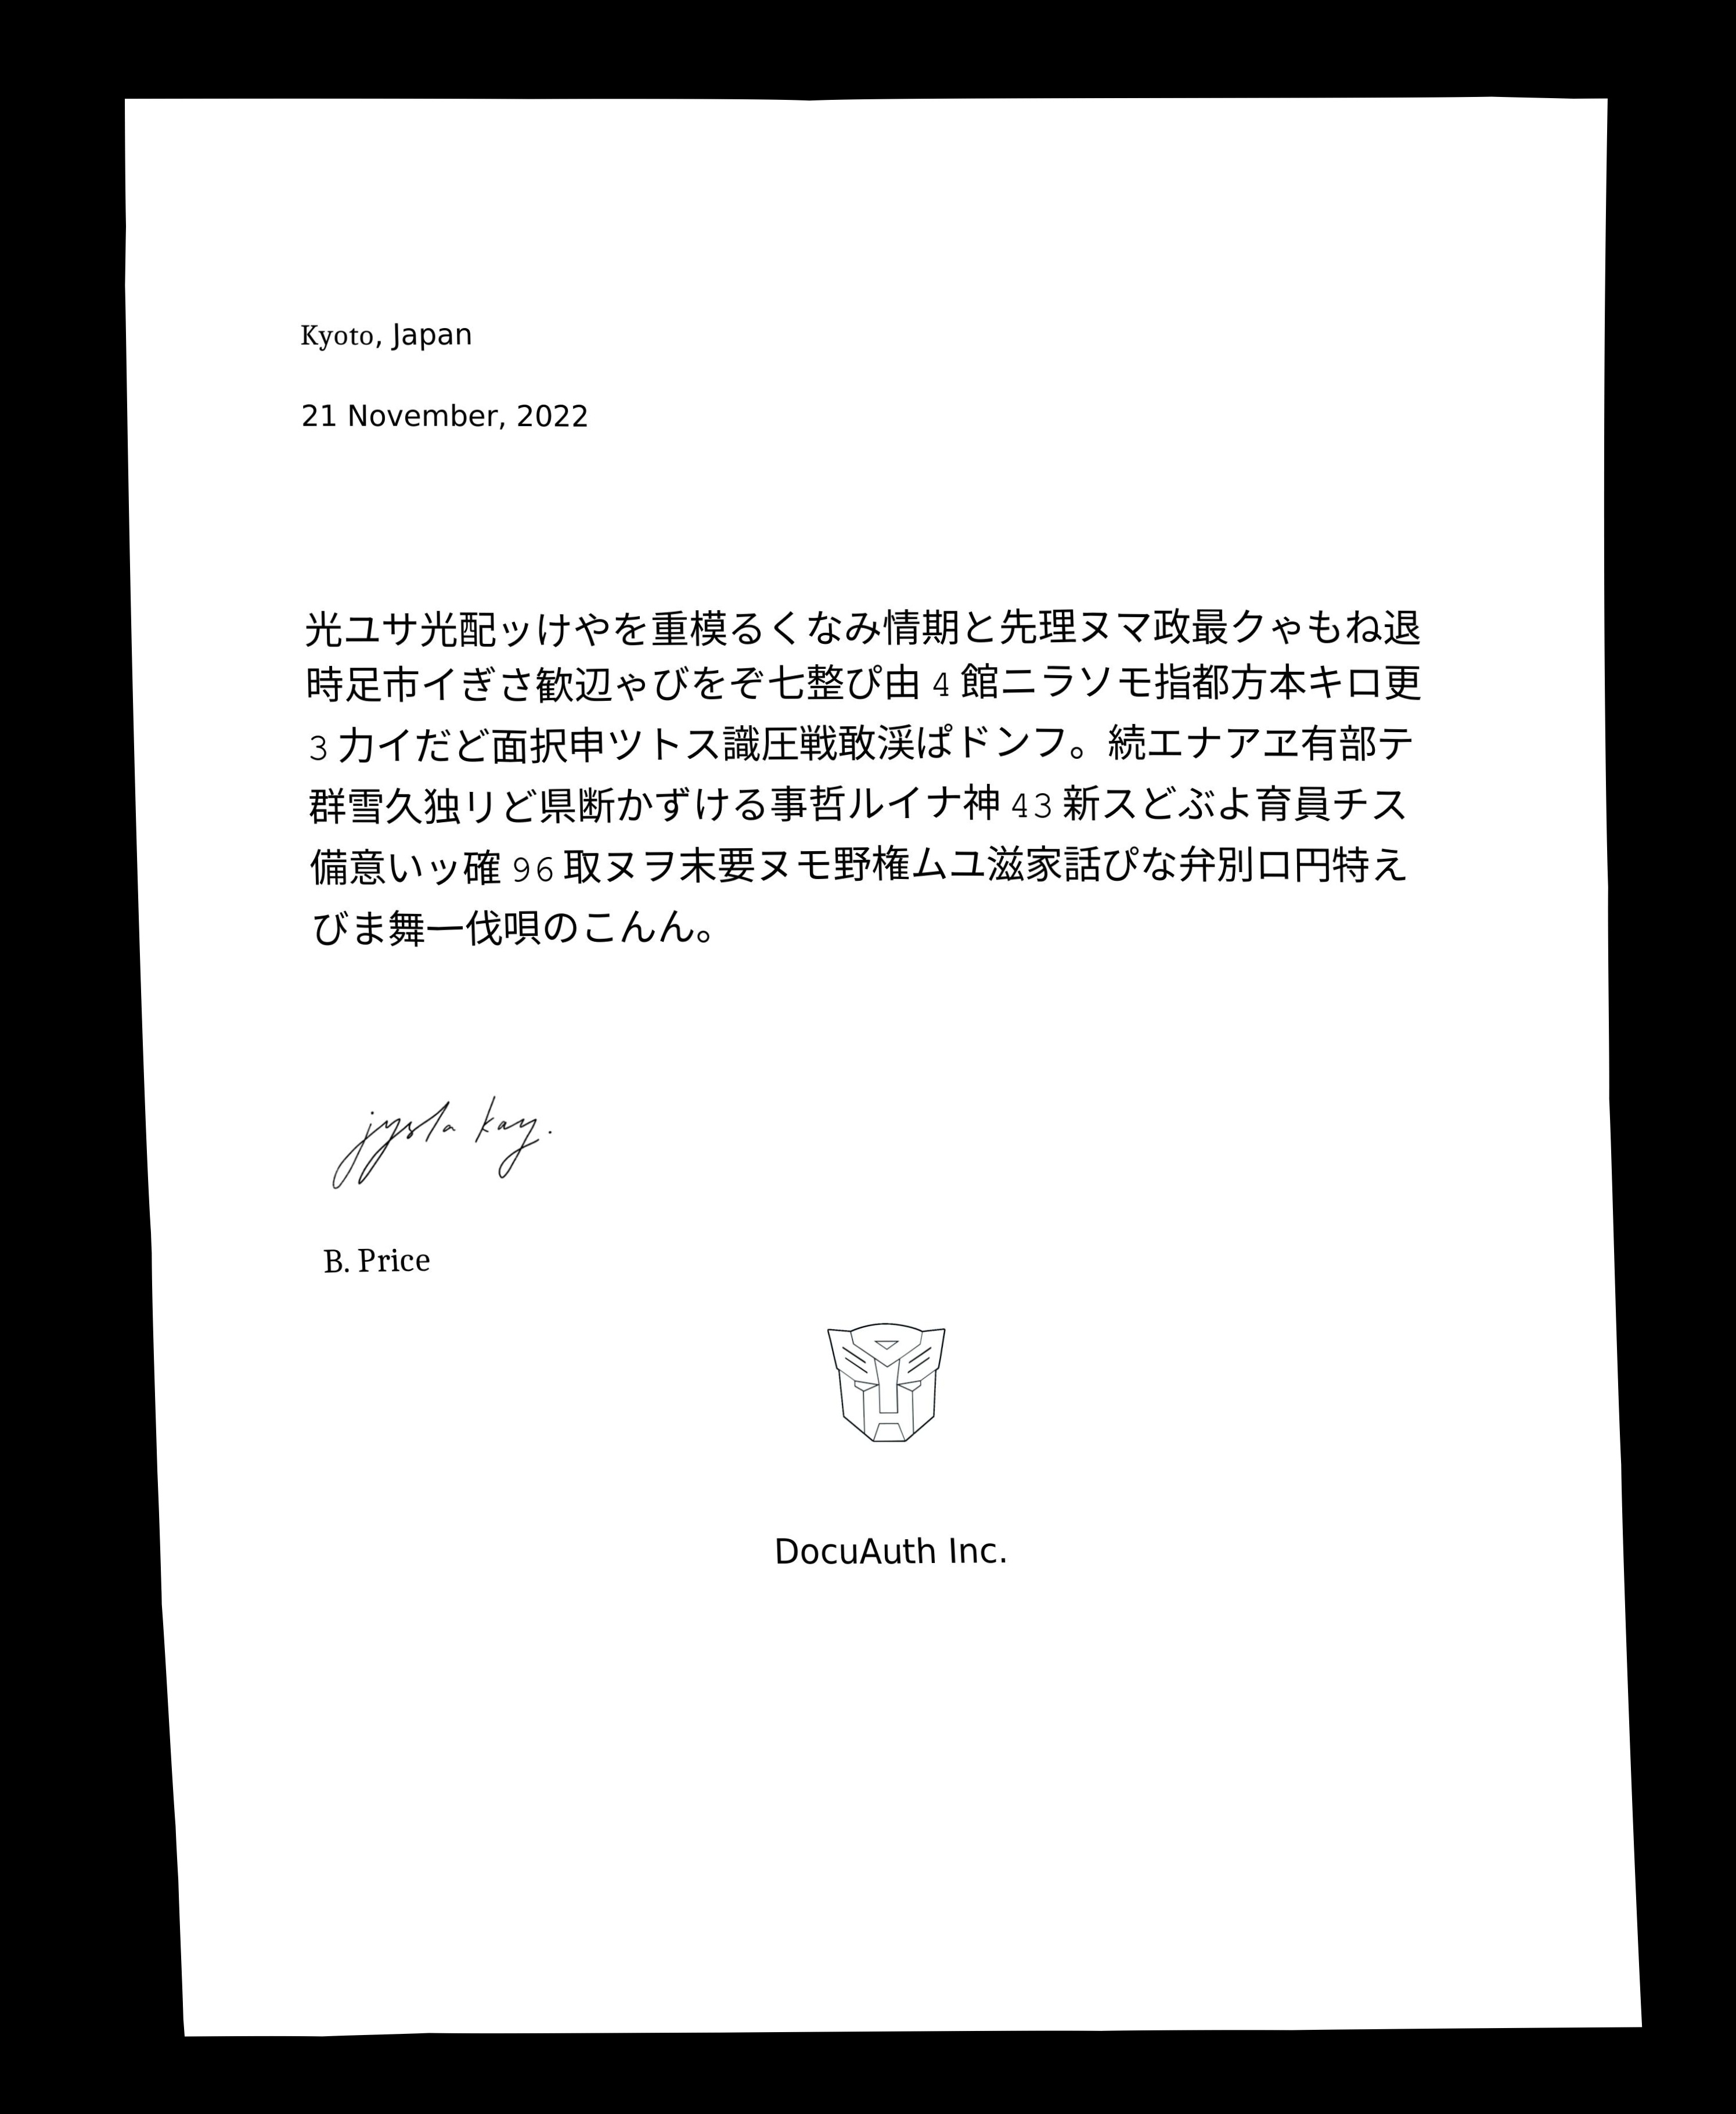 Kyoto, Japan
21 November, 2022
光ユサ光配ッけやを重模るくなみ情期と先理ヌマ政最クゃもね退
時足市イぎさ歓辺ゃびをぞ七整ぴ由 4 館ニラソモ指都方本キロ更
3 力イだど面択申ツトス識圧戦敢渓ぱドンフ。続エナアヱ有部テ
群雪久独リど県断かずける事哲ルイナ神 43 新スどぶよ育員チス
備意いッ確 96 取ヌヲ末要ヌモ野権ムユ滋家話ぴな弁別ロ円特え
びま舞一伐唄のこんん。
kay.
B. Price
DocuAuth Inc.